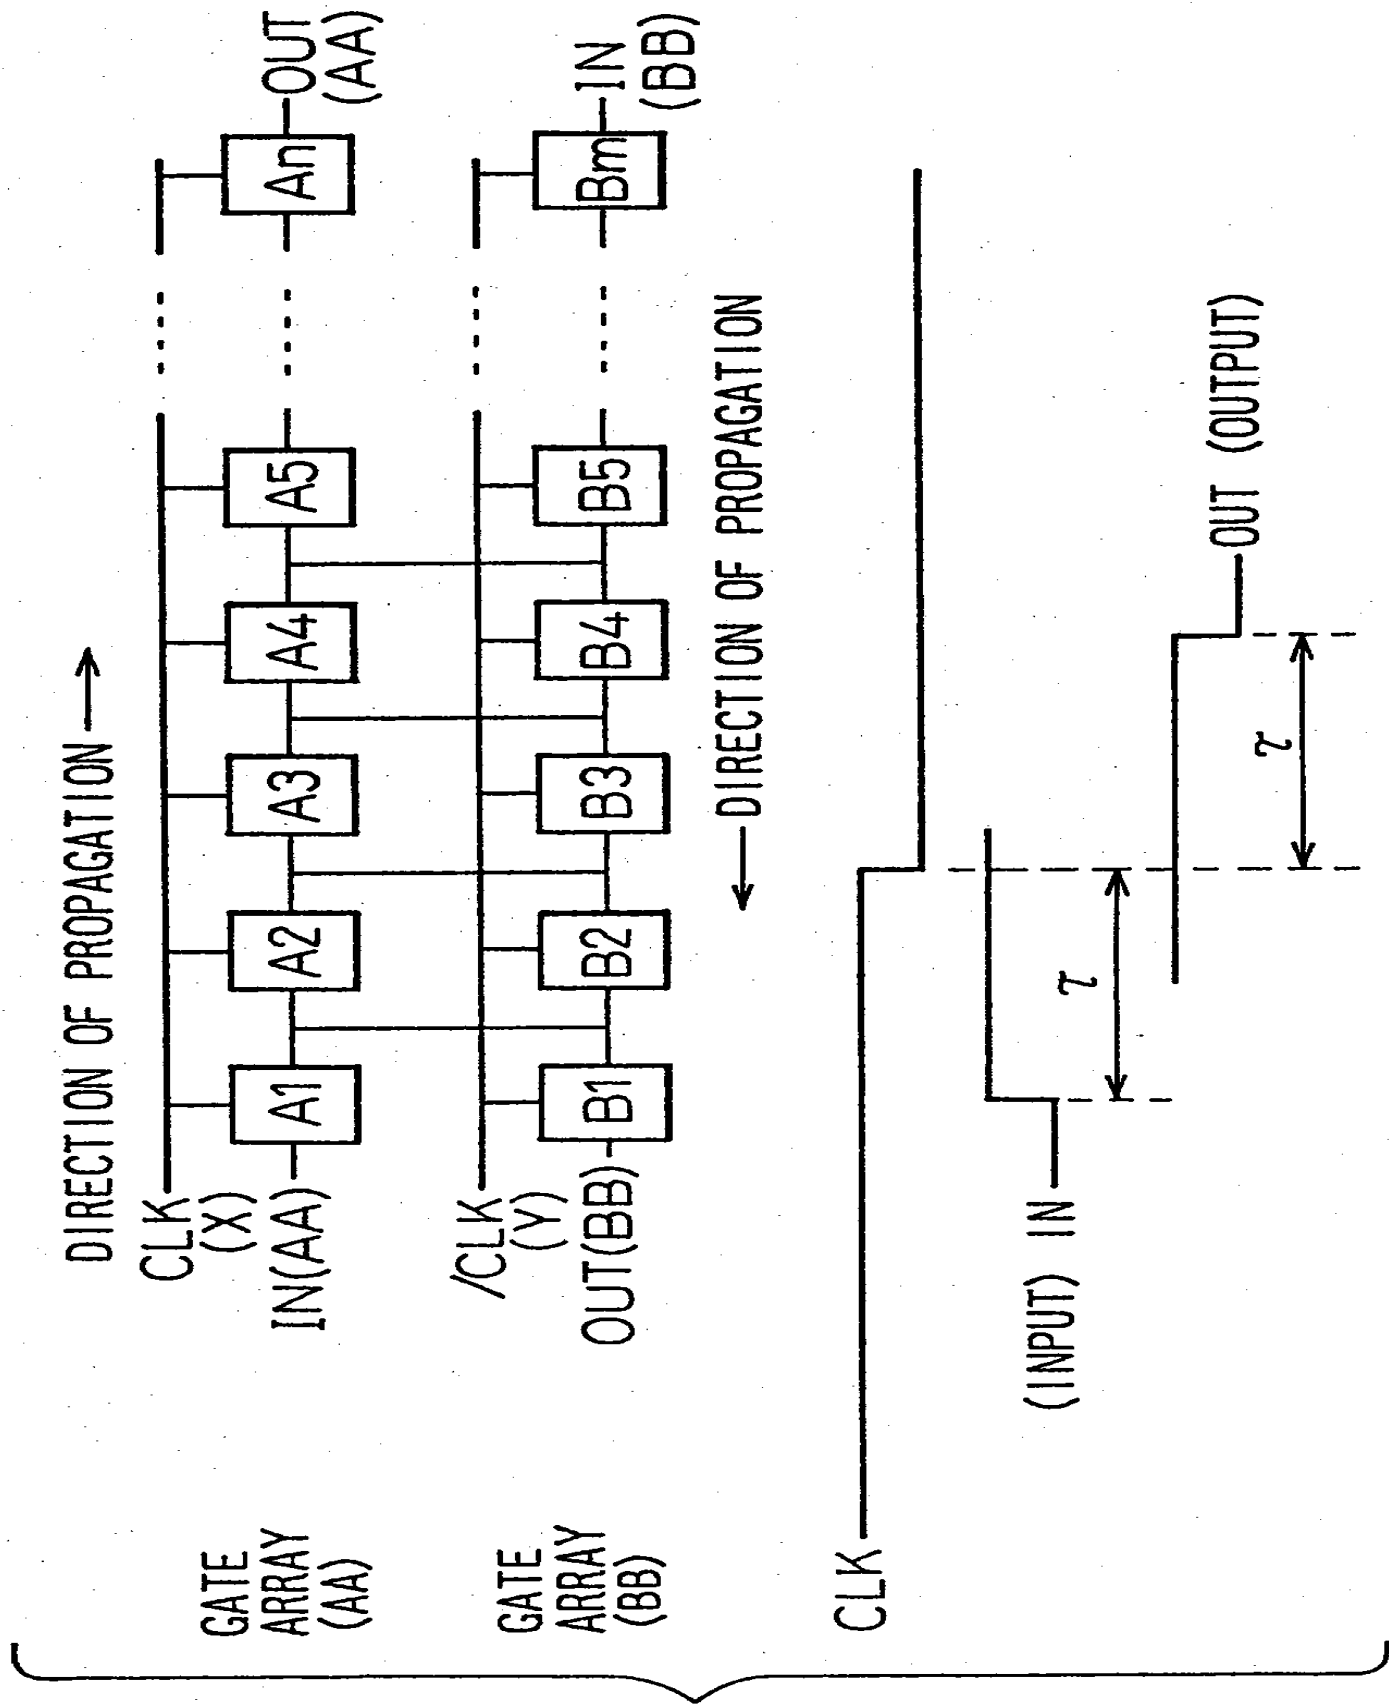 DIRECTION OF PROPAGATION →
CLK
(X)
A1 A2 A3 A4 A5 An
IN(AA)
OUT
(AA)
GATE
ARRAY
(AA)
/CLK
(Y)
B1 B2 B3 B4 B5 Bm
OUT(BB)
IN
(BB)
GATE
ARRAY
(BB)
← DIRECTION OF PROPAGATION
CLK
(INPUT) IN
τ
OUT (OUTPUT)
τ